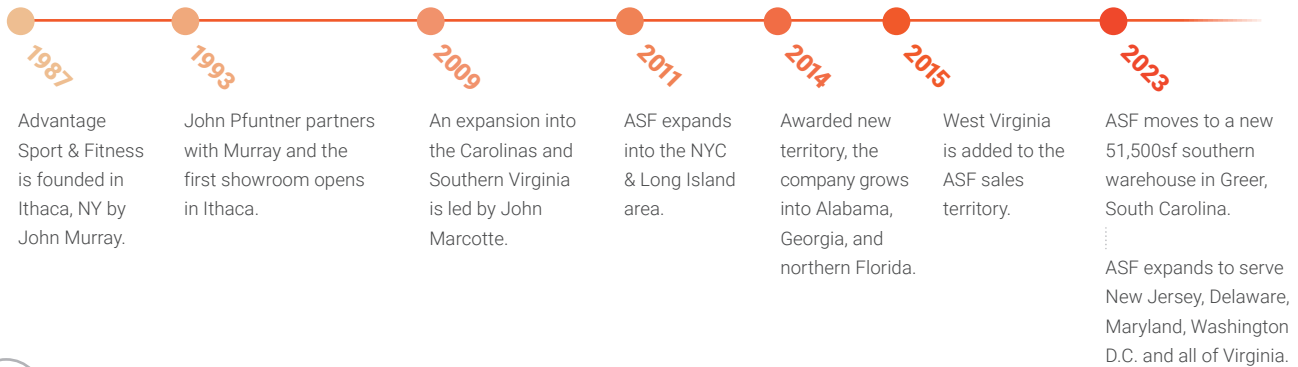 1987
Advantage
Sport & Fitness
is founded in
Ithaca, NY by
John Murray.
1993
John Pfuntner partners
with Murray and the
first showroom opens
in Ithaca.
2009
An expansion into
the Carolinas and
Southern Virginia
is led by John
Marcotte.
2011
ASF expands
into the NYC
& Long Island
area.
2014
Awarded new
territory, the
company grows
into Alabama,
Georgia, and
northern Florida.
2015
West Virginia
is added to the
ASF sales
territory.
2023
ASF moves to a new
51,500sf southern
warehouse in Greer,
South Carolina.
ASF expands to serve
New Jersey, Delaware,
Maryland, Washington
D.C. and all of Virginia.